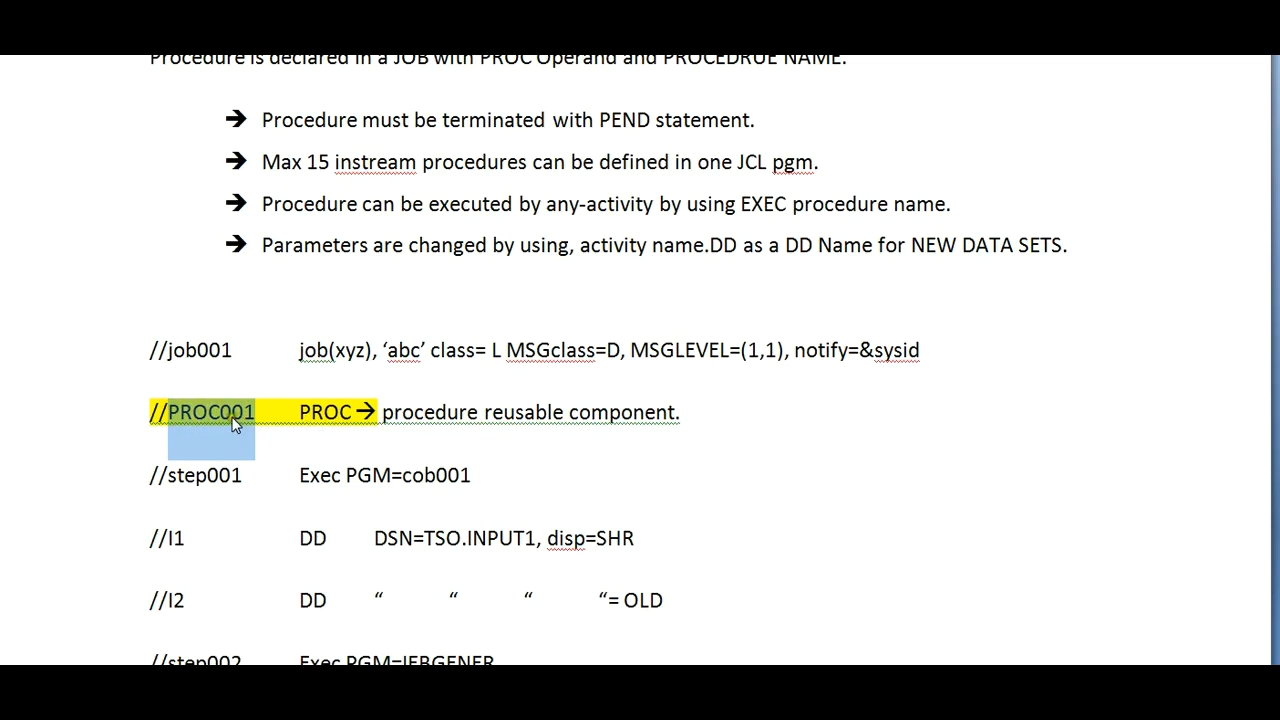 Procedure is declared in a JOB with PROC Operand and PROCEDRUE NAME.
➔ Procedure must be terminated with PEND statement.
➔ Max 15 instream procedures can be defined in one JCL pgm.
➔ Procedure can be executed by any-activity by using EXEC procedure name.
➔ Parameters are changed by using, activity name.DD as a DD Name for NEW DATA SETS.
//job001 job(xyz), ‘abc’ class= L MSGclass=D, MSGLEVEL=(1,1), notify=&sysid
//PROC001 PROC ➔ procedure reusable component.
//step001 Exec PGM=cob001
//I1 DD DSN=TSO.INPUT1, disp=SHR
//I2 DD “ “ “ “= OLD
//step002 Exec PGM=IEBGENER